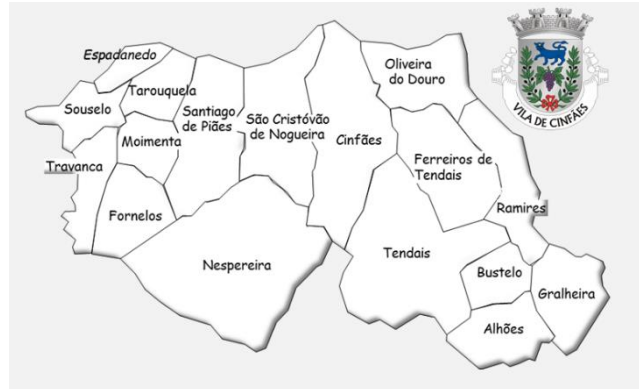 Espadanedo
Oliveira
do Douro
Tarouquela
Souselo
Santiago
de Piães
São Cristóvão
de Nogueira
Cinfães
VILA DE CINFÃES
Moimenta
Travanca
Ferreiros de
Tendais
Fornelos
Ramires
Nespereira
Tendais
Bustelo
Gralheira
Alhões